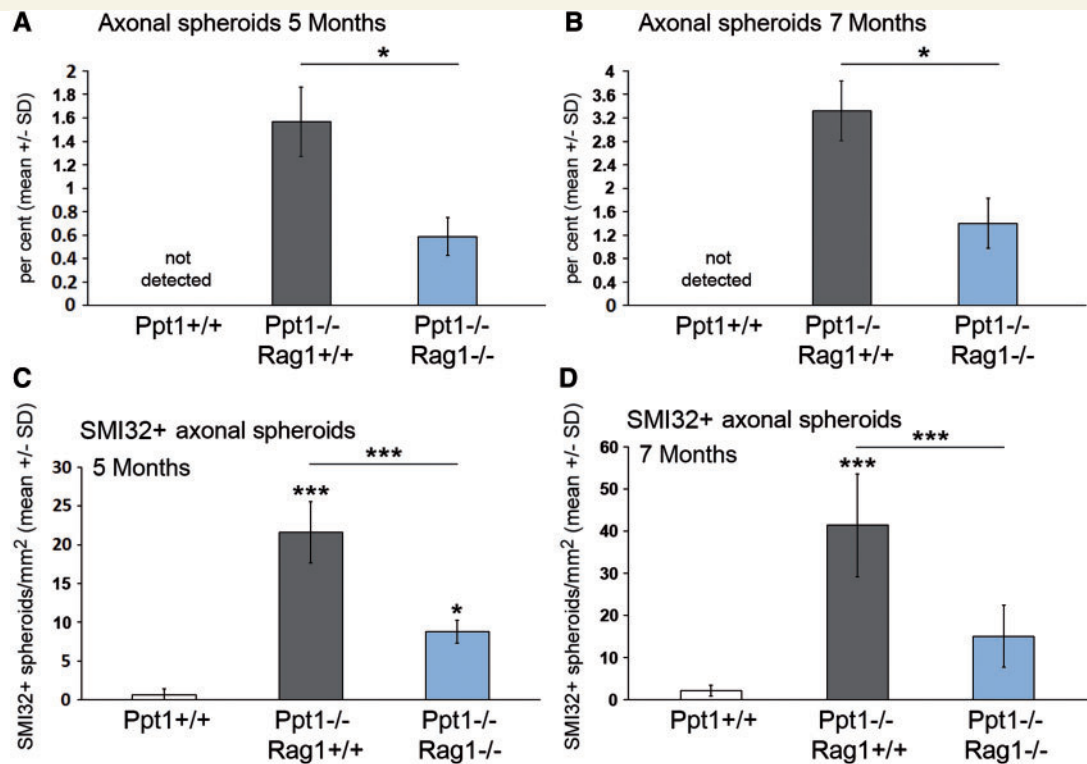 A
Axonal spheroids 5 Months
per cent (mean +/- SD)
2
1.8
1.6
1.4
1.2
1
0.8
0.6
0.4
0.2
0
*
not
detected
Ppt1+/+
Ppt1-/-
Rag1+/+
Ppt1-/-
Rag1-/-
B
Axonal spheroids 7 Months
per cent (mean +/- SD)
4
3.6
3.2
2.8
2.4
2
1.6
1.2
0.8
0.4
0
*
not
detected
Ppt1+/+
Ppt1-/-
Rag1+/+
Ppt1-/-
Rag1-/-
C
SMI32+ axonal spheroids
5 Months
SMI32+ spheroids/mm² (mean +/- SD)
30
25
20
15
10
5
0
***
***
*
Ppt1+/+
Ppt1-/-
Rag1+/+
Ppt1-/-
Rag1-/-
D
SMI32+ axonal spheroids
7 Months
SMI32+ spheroids/mm² (mean +/- SD)
60
50
40
30
20
10
0
***
***
Ppt1+/+
Ppt1-/-
Rag1+/+
Ppt1-/-
Rag1-/-